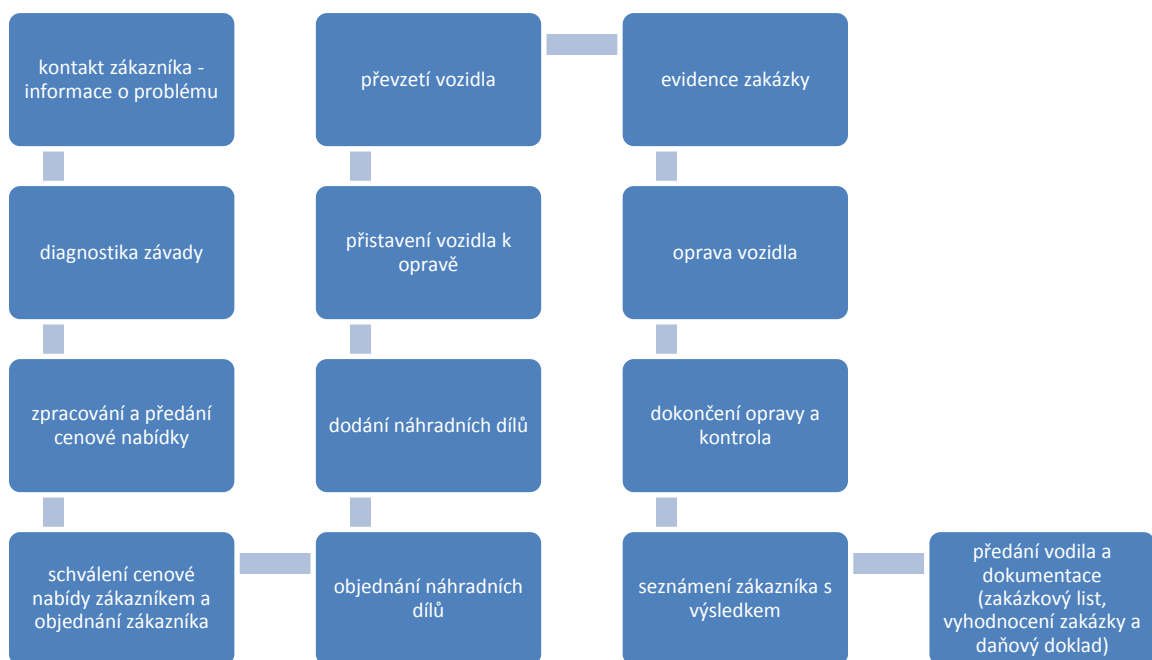 kontakt zákazníka -
informace o problému
diagnostika závady
zpracování a předání
cenové nabídky
schválení cenové
nabídy zákazníkem a
objednání zákazníka
objednání náhradních
dílů
dodání náhradních dílů
přistavení vozidla k
opravě
převzetí vozidla
evidence zakázky
oprava vozidla
dokončení opravy a
kontrola
seznámení zákazníka s
výsledkem
předání vodila a
dokumentace
(zakázkový list,
vyhodnocení zakázky a
daňový doklad)